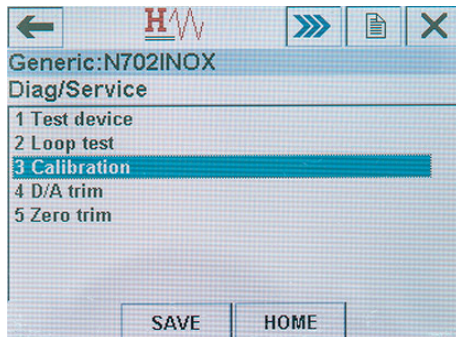 H
Generic:N702INOX
Diag/Service
1 Test device
2 Loop test
3 Calibration
4 D/A trim
5 Zero trim
SAVE HOME